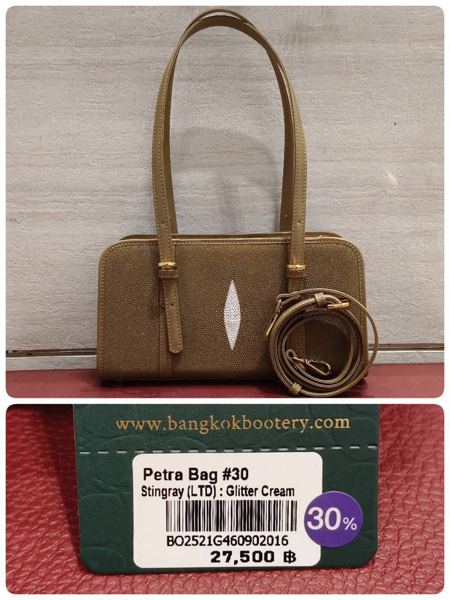 www.bangkokbootery.com
Petra Bag #30
Stingray (LTD) : Glitter Cream
30%
BO2521G460902016
27,500 ฿